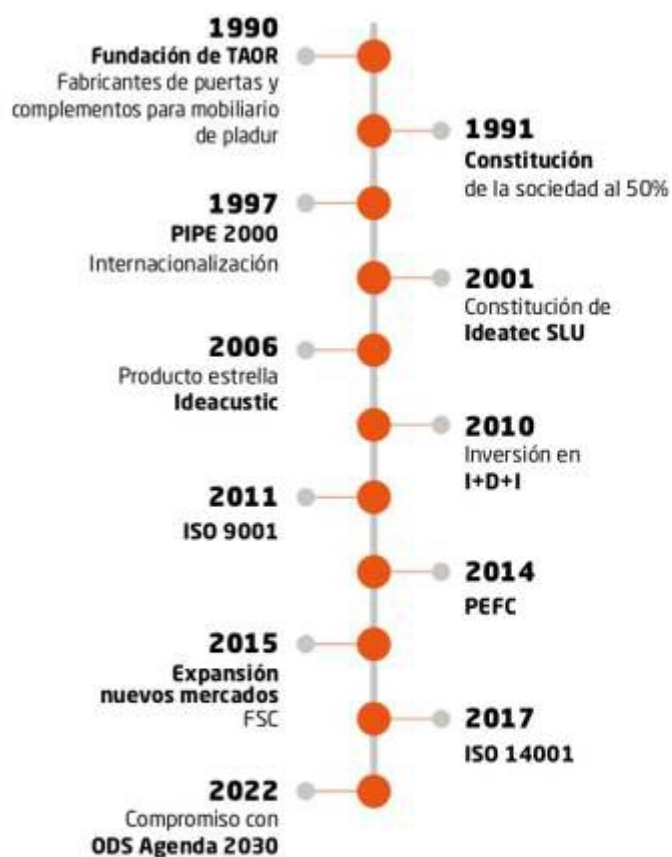 1990
Fundación de TAOR
Fabricantes de puertas y
complementos para mobiliario
de pladur
1991
Constitución
de la sociedad al 50%
1997
PIPE 2000
Internacionalización
2001
Constitución de
Ideatec SLU
2006
Producto estrella
Ideacustic
2010
Inversión en
I+D+I
2011
ISO 9001
2014
PEFC
2015
Expansión
nuevos mercados
FSC
2017
ISO 14001
2022
Compromiso con
ODS Agenda 2030